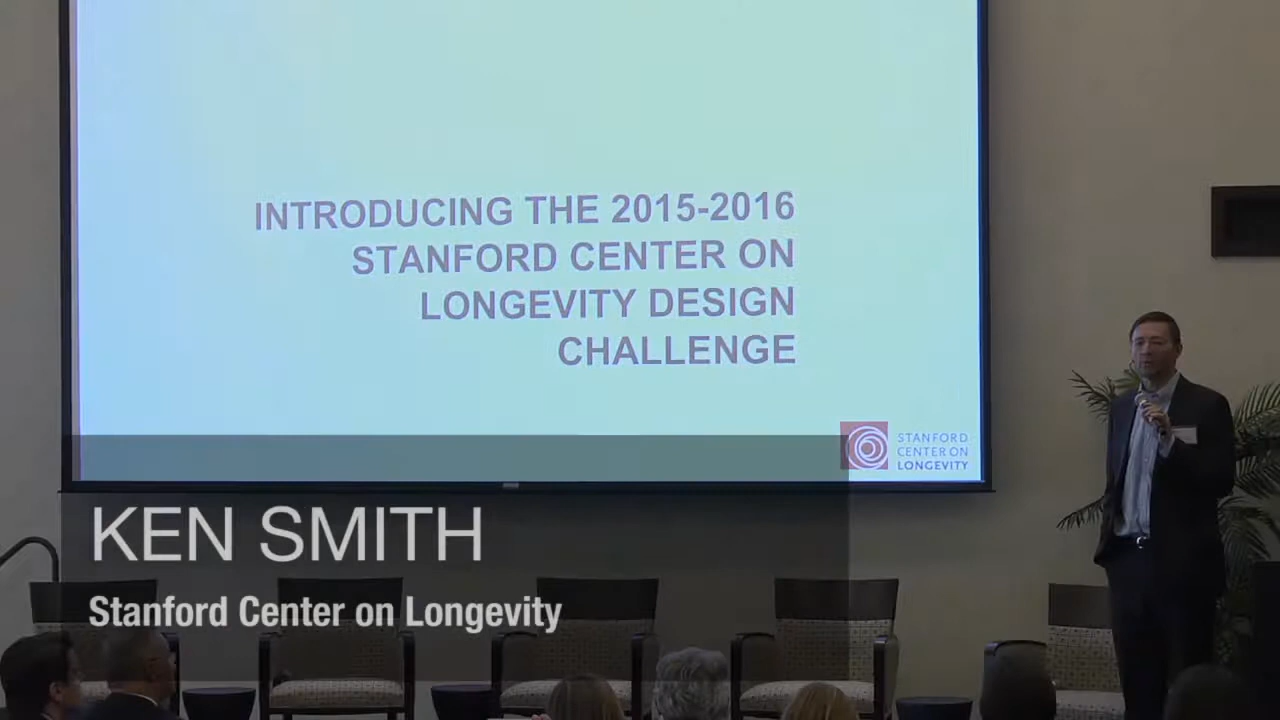 INTRODUCING THE 2015-2016
STANFORD CENTER ON
LONGEVITY DESIGN
CHALLENGE
STANFORD
CENTER ON
LONGEVITY
KEN SMITH
Stanford Center on Longevity